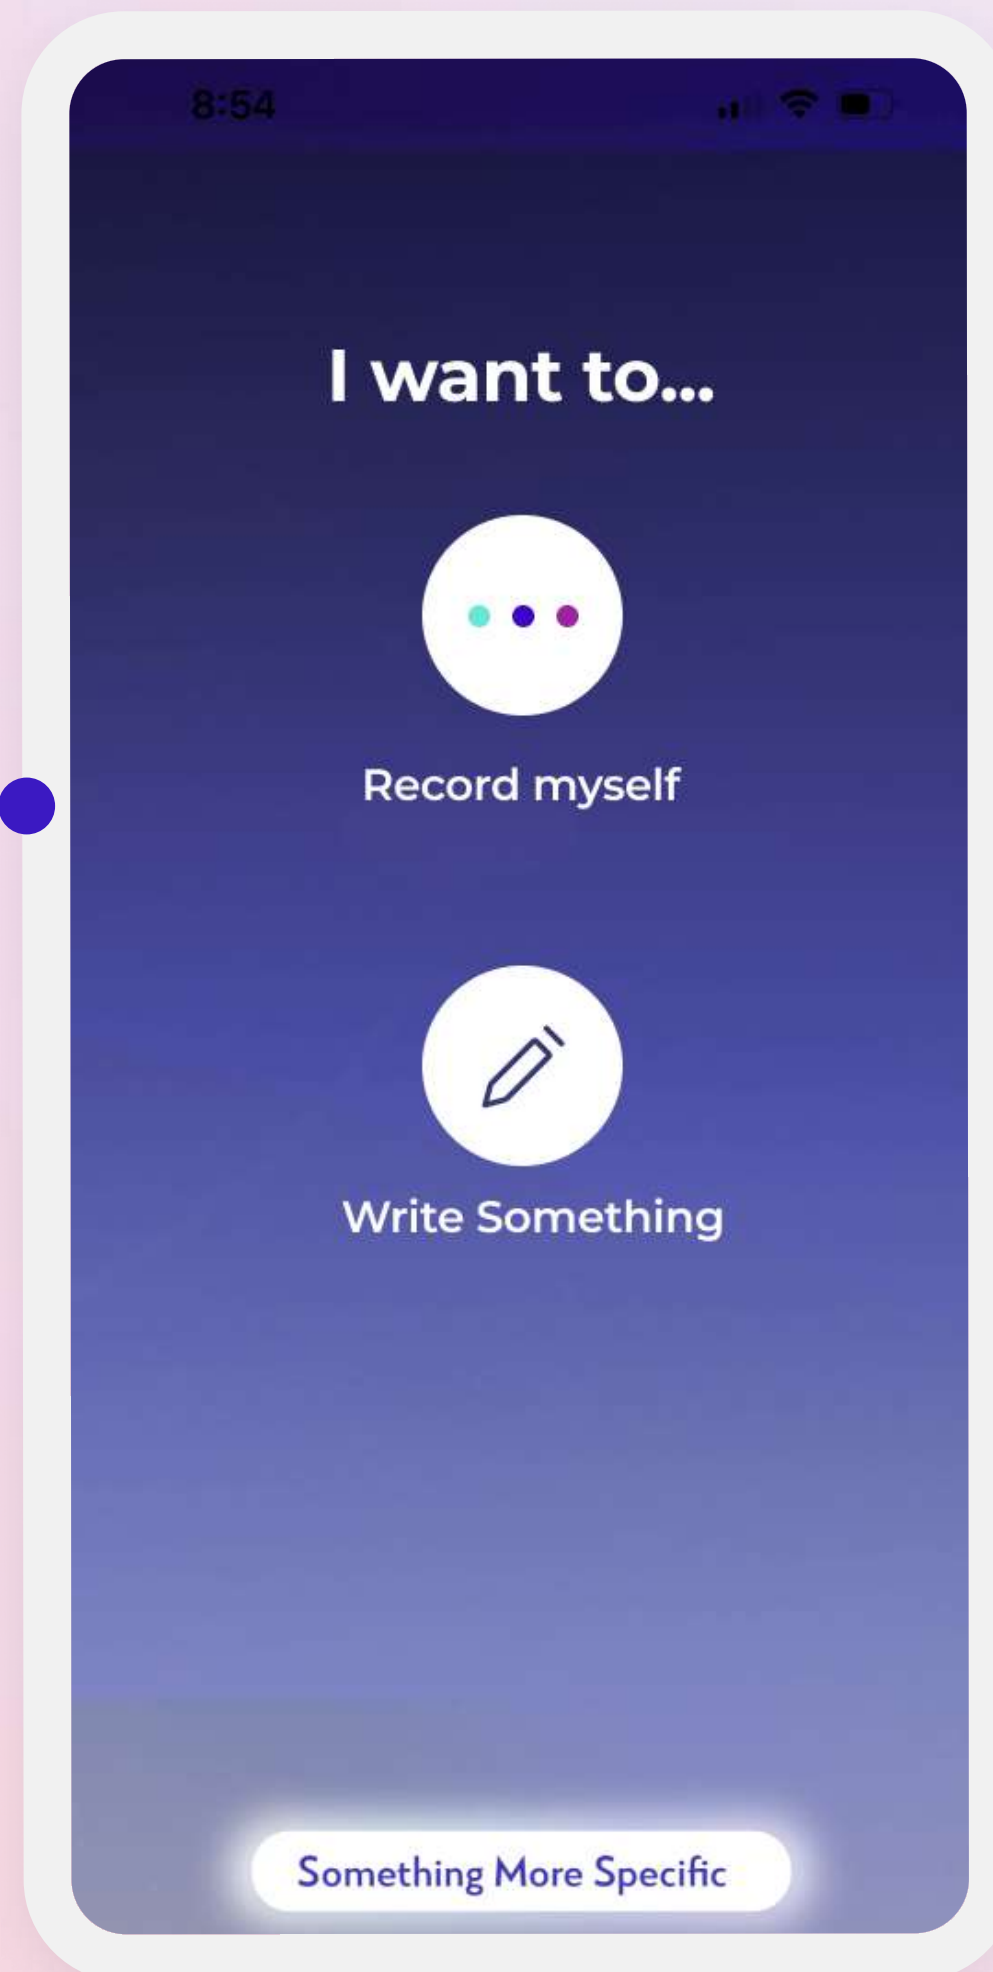 8:54
I want to...
Record myself
Write Something
Something More Specific